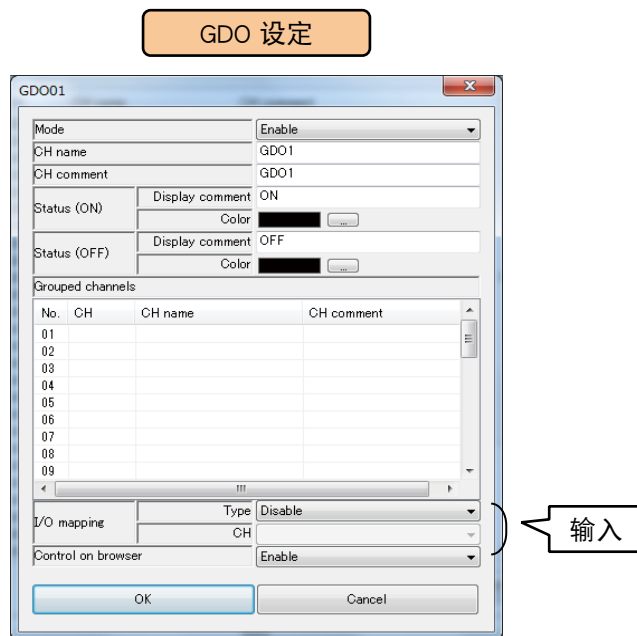 GDO 设定
GDO01
Mode Enable
CH name GDO1
CH comment GDO1
Status (ON) Display comment ON
Color ...
Status (OFF) Display comment OFF
Color ...
Grouped channels
No. CH CH name CH comment
01
02
03
04
05
06
07
08
09
I/O mapping Type Disable
CH
Control on browser Enable
输入
OK Cancel